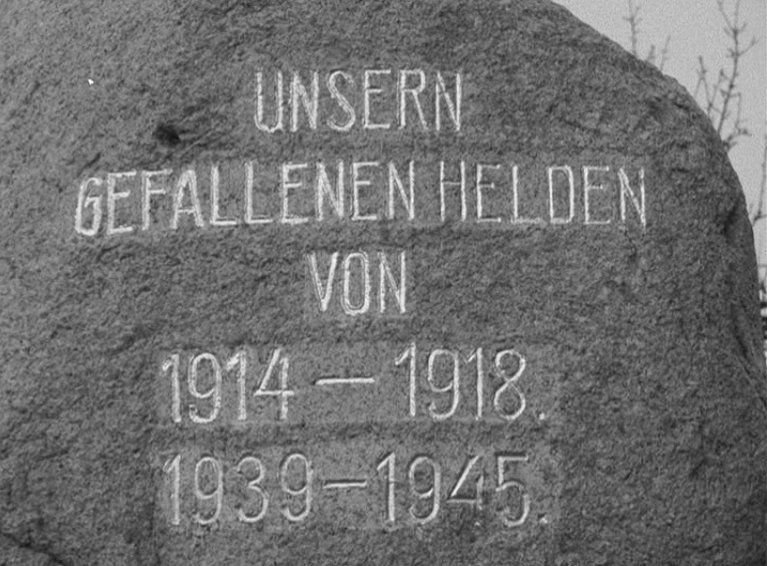 UNSERN
GEFALLENEN HELDEN
VON
1914 – 1918.
1939 – 1945.